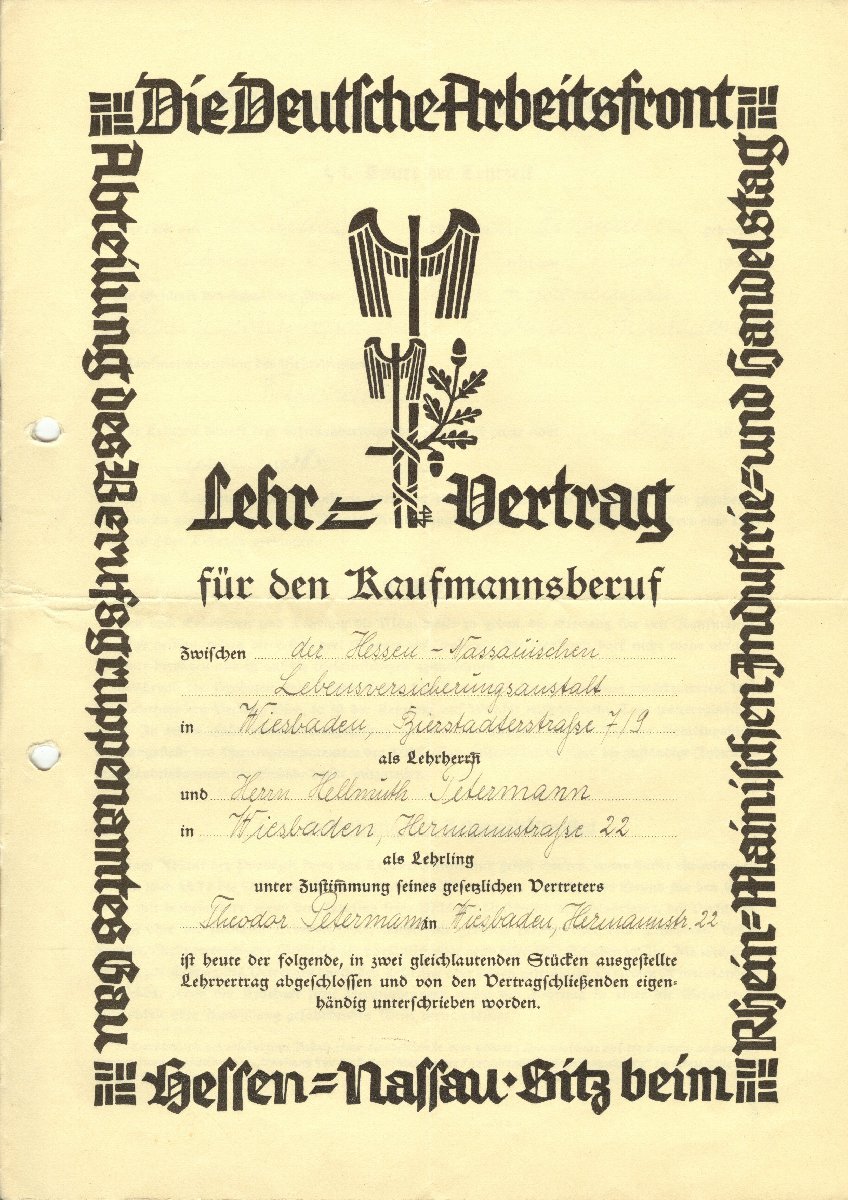 Die Deutsche Arbeitsfront
Abteilung des Berufsgruppenamtes Gau
Hessen=Nassau·Sitz beim
Rhein=Mainischen Industrie=und Handelstag
Lehr=Vertrag
für den Kaufmannsberuf
zwischen der Hessen-Nassauischen
Lebensversicherungsanstalt
in Wiesbaden, Bierstadterstraße 7/9
als Lehrherrn
und Herrn Hellmuth Petermann
in Wiesbaden, Hermannstraße 22
als Lehrling
unter Zustimmung seines gesetzlichen Vertreters
Theodor Petermann in Wiesbaden, Hermannstr. 22
ist heute der folgende, in zwei gleichlautenden Stücken ausgestellte
Lehrvertrag abgeschlossen und von den Vertragschließenden eigen=
händig unterschrieben worden.